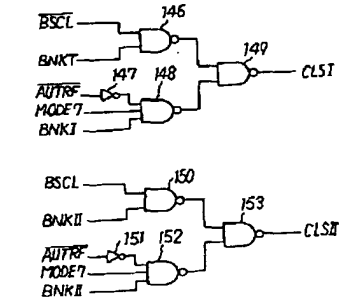 146
BSCL
BNKI
149
CLSI
AUTRF
147
148
MODE7
BNKI
150
BSCL
BNKII
153
CLSII
AUTRF
151
152
MODE7
BNKII